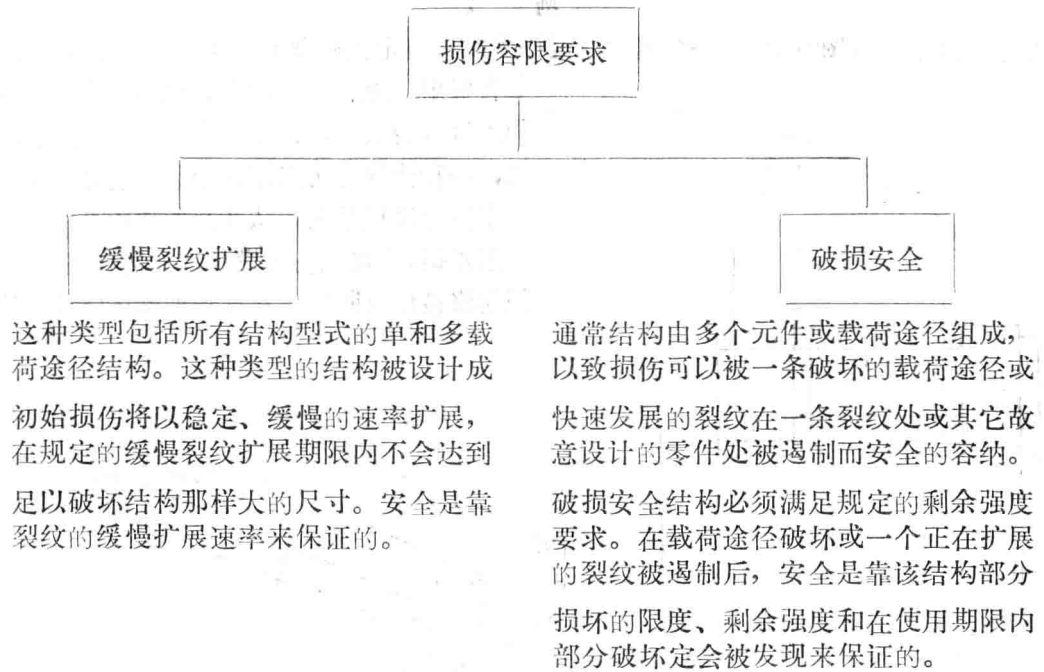 损伤容限要求
缓慢裂纹扩展
破损安全
这种类型包括所有结构型式的单和多载
荷途径结构。这种类型的结构被设计成
初始损伤将以稳定、缓慢的速率扩展，
在规定的缓慢裂纹扩展期限内不会达到
足以破坏结构那样大的尺寸。安全是靠
裂纹的缓慢扩展速率来保证的。
通常结构由多个元件或载荷途径组成，
以致损伤可以被一条破坏的载荷途径或
快速发展的裂纹在一条裂纹处或其它故
意设计的零件处被遏制而安全的容纳。
破损安全结构必须满足规定的剩余强度
要求。在载荷途径破坏或一个正在扩展
的裂纹被遏制后，安全是靠该结构部分
损坏的限度、剩余强度和在使用期限内
部分破坏定会被发现来保证的。